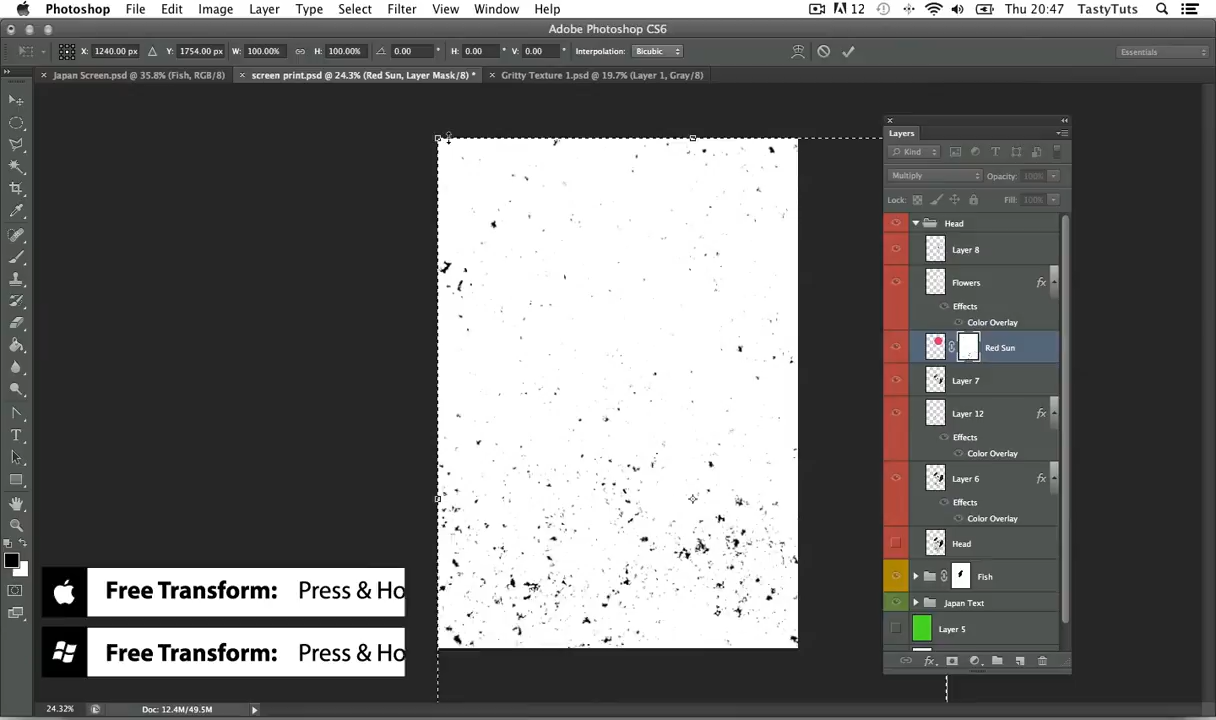 Photoshop File Edit Image Layer Type Select Filter View Window Help
12 Thu 20:47 TastyTuts
Adobe Photoshop CS6
X: 1240.00 px Y: 1754.00 px W: 100.00% H: 100.00% 0.00 ° H: 0.00 ° V: 0.00 ° Interpolation: Bicubic Essentials
Japan Screen.psd @ 35.8% (Fish, RGB/8) screen print.psd @ 24.3% (Red Sun, Layer Mask/8) * Gritty Texture 1.psd @ 19.7% (Layer 1, Gray/8)
Layers
Kind
Multiply Opacity: 100%
Lock: Fill: 100%
Head
Layer 8
Flowers fx
Effects
Color Overlay
Red Sun
Layer 7
Layer 12 fx
Effects
Color Overlay
Layer 6 fx
Effects
Color Overlay
Head
Fish
Japan Text
Layer 5
Free Transform: Press & Ho
Free Transform: Press & Ho
24.32% Doc: 12.4M/49.5M